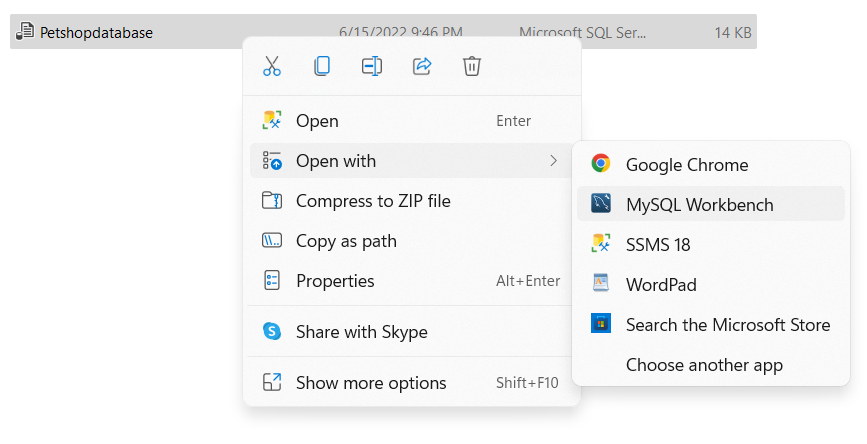 Petshopdatabase 6/15/2022 9:46 PM Microsoft SQL Ser... 14 KB
Open Enter
Open with
Compress to ZIP file
Copy as path
Properties Alt+Enter
Share with Skype
Show more options Shift+F10
Google Chrome
MySQL Workbench
SSMS 18
WordPad
Search the Microsoft Store
Choose another app